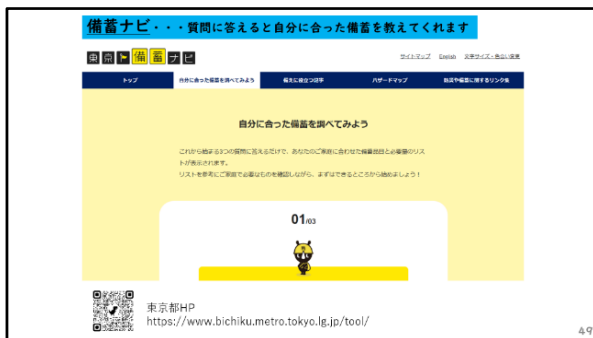 備蓄ナビ・・・質問に答えると自分に合った備蓄を教えてくれます
東京備蓄ナビ
サイトマップ English 文字サイズ・色合い変更
トップ 自分に合った備蓄を調べてみよう 備えに役立つ記事 ハザードマップ 防災や備蓄に関するリンク集
自分に合った備蓄を調べてみよう
これから始まる3つの質問に答えるだけで、あなたのご家庭に合わせた備蓄品目と必要量のリス
トが表示されます。
リストを参考にご家庭で必要なものを確認しながら、まずはできるところから始めましょう！
01/03
東京都HP
https://www.bichiku.metro.tokyo.lg.jp/tool/
49